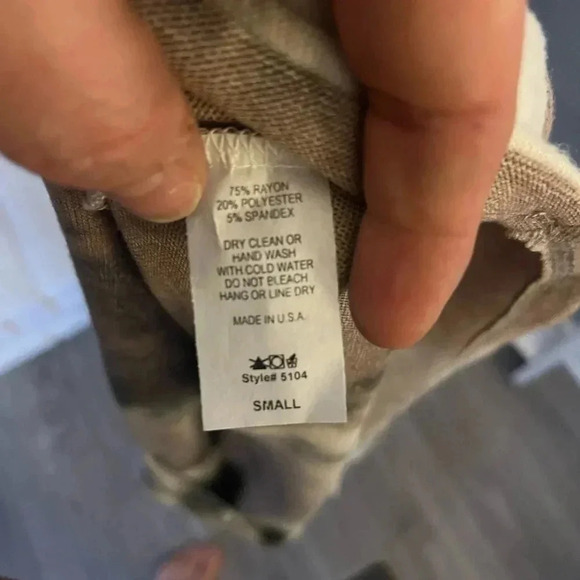 75% RAYON
20% POLYESTER
5% SPANDEX
DRY CLEAN OR
HAND WASH
WITH COLD WATER
DO NOT BLEACH
HANG OR LINE DRY
MADE IN U.S.A.
Style# 5104
SMALL